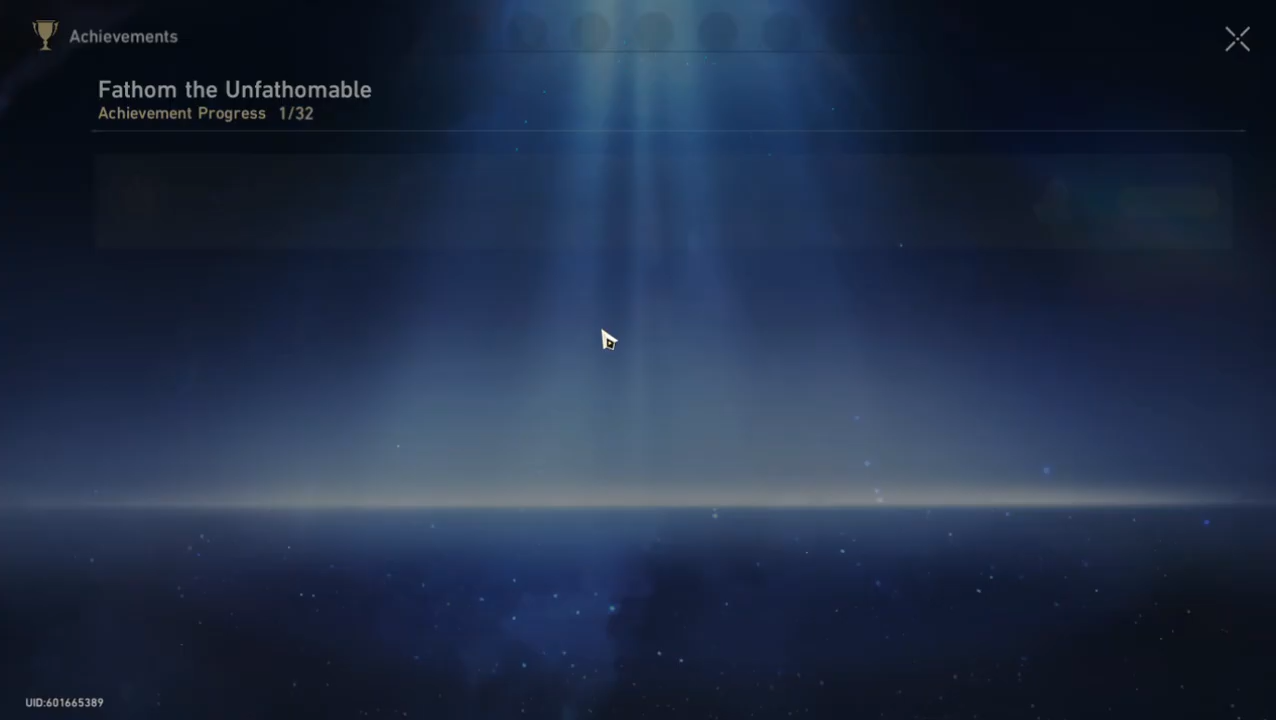 Achievements
Fathom the Unfathomable
Achievement Progress 1/32
UID:601665389